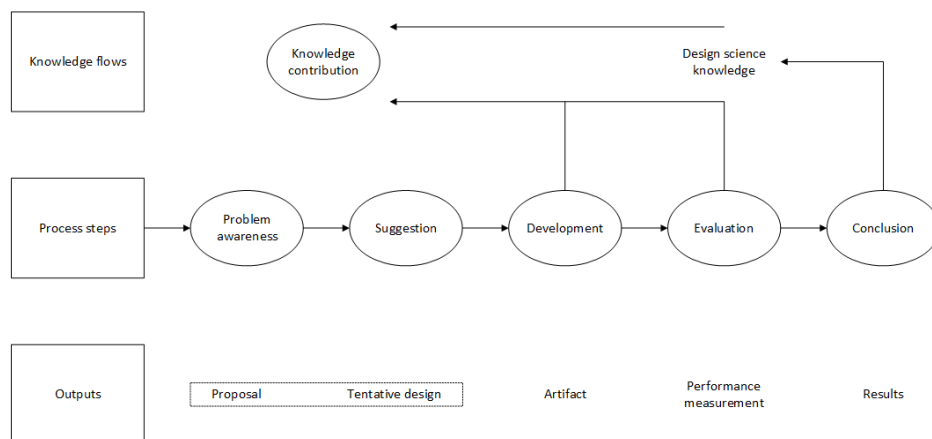 Knowledge flows
Knowledge
contribution
Design science
knowledge
Process steps
Problem
awareness
Suggestion
Development
Evaluation
Conclusion
Outputs
Proposal
Tentative design
Artifact
Performance
measurement
Results